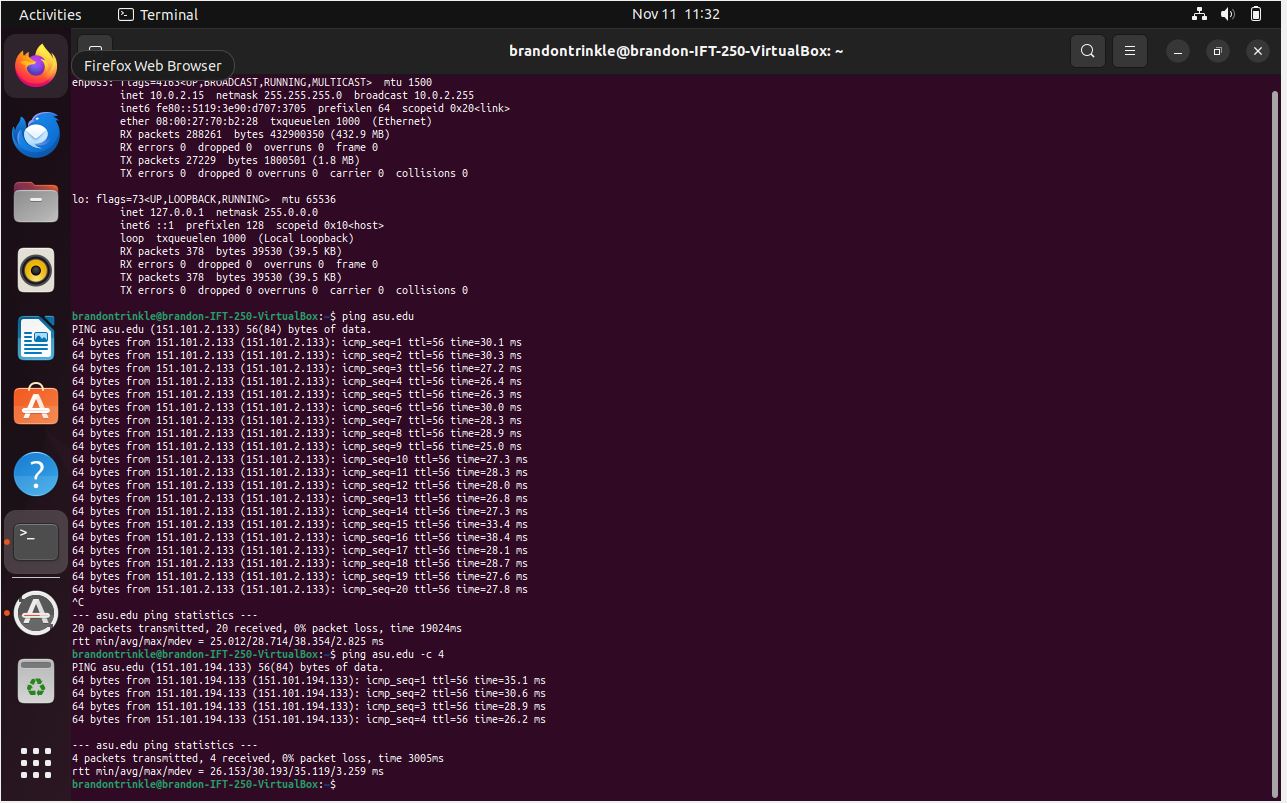 Activities Terminal Nov 11 11:32
brandontrinkle@brandon-IFT-250-VirtualBox: ~
Firefox Web Browser
enp0s3: flags=4163<UP,BROADCAST,RUNNING,MULTICAST>  mtu 1500
        inet 10.0.2.15  netmask 255.255.255.0  broadcast 10.0.2.255
        inet6 fe80::5119:3e90:d707:3705  prefixlen 64  scopeid 0x20<link>
        ether 08:00:27:70:b2:28  txqueuelen 1000  (Ethernet)
        RX packets 288261  bytes 432900350 (432.9 MB)
        RX errors 0  dropped 0  overruns 0  frame 0
        TX packets 27229  bytes 1800501 (1.8 MB)
        TX errors 0  dropped 0 overruns 0  carrier 0  collisions 0
lo: flags=73<UP,LOOPBACK,RUNNING>  mtu 65536
        inet 127.0.0.1  netmask 255.0.0.0
        inet6 ::1  prefixlen 128  scopeid 0x10<host>
        loop  txqueuelen 1000  (Local Loopback)
        RX packets 378  bytes 39530 (39.5 KB)
        RX errors 0  dropped 0  overruns 0  frame 0
        TX packets 378  bytes 39530 (39.5 KB)
        TX errors 0  dropped 0 overruns 0  carrier 0  collisions 0
brandontrinkle@brandon-IFT-250-VirtualBox:~$ ping asu.edu
PING asu.edu (151.101.2.133) 56(84) bytes of data.
64 bytes from 151.101.2.133 (151.101.2.133): icmp_seq=1 ttl=56 time=30.1 ms
64 bytes from 151.101.2.133 (151.101.2.133): icmp_seq=2 ttl=56 time=30.3 ms
64 bytes from 151.101.2.133 (151.101.2.133): icmp_seq=3 ttl=56 time=27.2 ms
64 bytes from 151.101.2.133 (151.101.2.133): icmp_seq=4 ttl=56 time=26.4 ms
64 bytes from 151.101.2.133 (151.101.2.133): icmp_seq=5 ttl=56 time=26.3 ms
64 bytes from 151.101.2.133 (151.101.2.133): icmp_seq=6 ttl=56 time=30.0 ms
64 bytes from 151.101.2.133 (151.101.2.133): icmp_seq=7 ttl=56 time=28.3 ms
64 bytes from 151.101.2.133 (151.101.2.133): icmp_seq=8 ttl=56 time=28.9 ms
64 bytes from 151.101.2.133 (151.101.2.133): icmp_seq=9 ttl=56 time=25.0 ms
64 bytes from 151.101.2.133 (151.101.2.133): icmp_seq=10 ttl=56 time=27.3 ms
64 bytes from 151.101.2.133 (151.101.2.133): icmp_seq=11 ttl=56 time=28.3 ms
64 bytes from 151.101.2.133 (151.101.2.133): icmp_seq=12 ttl=56 time=28.0 ms
64 bytes from 151.101.2.133 (151.101.2.133): icmp_seq=13 ttl=56 time=26.8 ms
64 bytes from 151.101.2.133 (151.101.2.133): icmp_seq=14 ttl=56 time=27.3 ms
64 bytes from 151.101.2.133 (151.101.2.133): icmp_seq=15 ttl=56 time=33.4 ms
64 bytes from 151.101.2.133 (151.101.2.133): icmp_seq=16 ttl=56 time=38.4 ms
64 bytes from 151.101.2.133 (151.101.2.133): icmp_seq=17 ttl=56 time=28.1 ms
64 bytes from 151.101.2.133 (151.101.2.133): icmp_seq=18 ttl=56 time=28.7 ms
64 bytes from 151.101.2.133 (151.101.2.133): icmp_seq=19 ttl=56 time=27.6 ms
64 bytes from 151.101.2.133 (151.101.2.133): icmp_seq=20 ttl=56 time=27.8 ms
^C
--- asu.edu ping statistics ---
20 packets transmitted, 20 received, 0% packet loss, time 19024ms
rtt min/avg/max/mdev = 25.012/28.714/38.354/2.825 ms
brandontrinkle@brandon-IFT-250-VirtualBox:~$ ping asu.edu -c 4
PING asu.edu (151.101.194.133) 56(84) bytes of data.
64 bytes from 151.101.194.133 (151.101.194.133): icmp_seq=1 ttl=56 time=35.1 ms
64 bytes from 151.101.194.133 (151.101.194.133): icmp_seq=2 ttl=56 time=30.6 ms
64 bytes from 151.101.194.133 (151.101.194.133): icmp_seq=3 ttl=56 time=28.9 ms
64 bytes from 151.101.194.133 (151.101.194.133): icmp_seq=4 ttl=56 time=26.2 ms
--- asu.edu ping statistics ---
4 packets transmitted, 4 received, 0% packet loss, time 3005ms
rtt min/avg/max/mdev = 26.153/30.193/35.119/3.259 ms
brandontrinkle@brandon-IFT-250-VirtualBox:~$